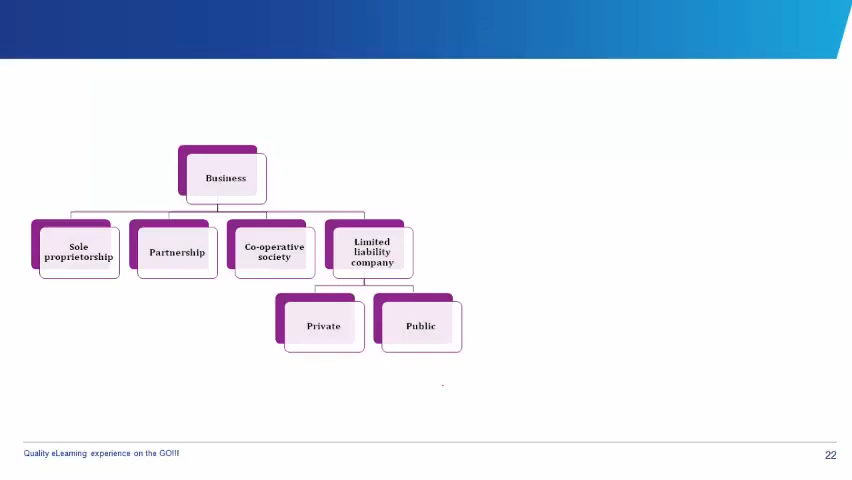 Business
Sole
proprietorship
Partnership
Co-operative
society
Limited
liability
company
Private
Public
.
Quality eLearning experience on the GO!!!
22